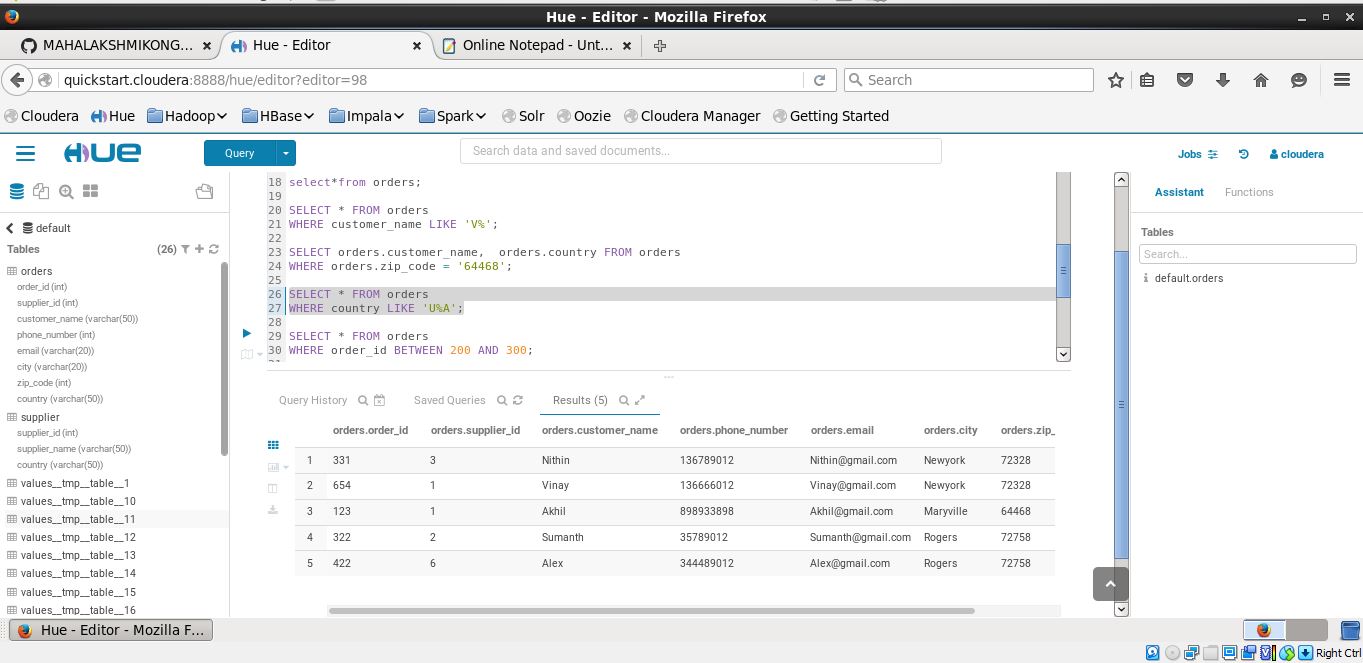 Hue - Editor - Mozilla Firefox
MAHALAKSHMIKONG... × Hue - Editor × Online Notepad - Unt... ×
quickstart.cloudera:8888/hue/editor?editor=98 Search
Cloudera Hue Hadoop HBase Impala Spark Solr Oozie Cloudera Manager Getting Started
HUE Query Search data and saved documents... Jobs cloudera
default
Tables (26)
orders
order_id (int)
supplier_id (int)
customer_name (varchar(50))
phone_number (int)
email (varchar(20))
city (varchar(20))
zip_code (int)
country (varchar(50))
supplier
supplier_id (int)
supplier_name (varchar(50))
country (varchar(50))
values__tmp__table__1
values__tmp__table__10
values__tmp__table__11
values__tmp__table__12
values__tmp__table__13
values__tmp__table__14
values__tmp__table__15
values__tmp__table__16
18 select*from orders;
19
20 SELECT * FROM orders
21 WHERE customer_name LIKE 'V%';
22
23 SELECT orders.customer_name,  orders.country FROM orders
24 WHERE orders.zip_code = '64468';
25
26 SELECT * FROM orders
27 WHERE country LIKE 'U%A';
28
29 SELECT * FROM orders
30 WHERE order_id BETWEEN 200 AND 300;
Query History Saved Queries Results (5)
orders.order_id orders.supplier_id orders.customer_name orders.phone_number orders.email orders.city orders.zip_
1 331 3 Nithin 136789012 Nithin@gmail.com Newyork 72328
2 654 1 Vinay 136666012 Vinay@gmail.com Newyork 72328
3 123 1 Akhil 898933898 Akhil@gmail.com Maryville 64468
4 322 2 Sumanth 35789012 Sumanth@gmail.com Rogers 72758
5 422 6 Alex 344489012 Alex@gmail.com Rogers 72758
Assistant Functions
Tables
Search...
default.orders
Hue - Editor - Mozilla F...
Right Ctrl